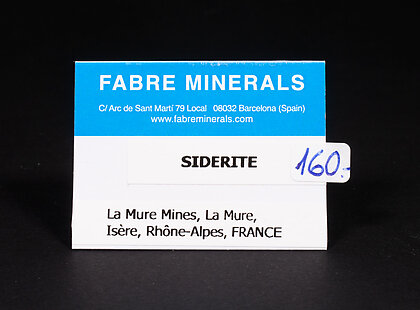 FABRE MINERALS
C/ Arc de Sant Martí 79 Local 08032 Barcelona (Spain)
www.fabreminerals.com
SIDERITE
160.-
La Mure Mines, La Mure,
Isère, Rhône-Alpes, FRANCE